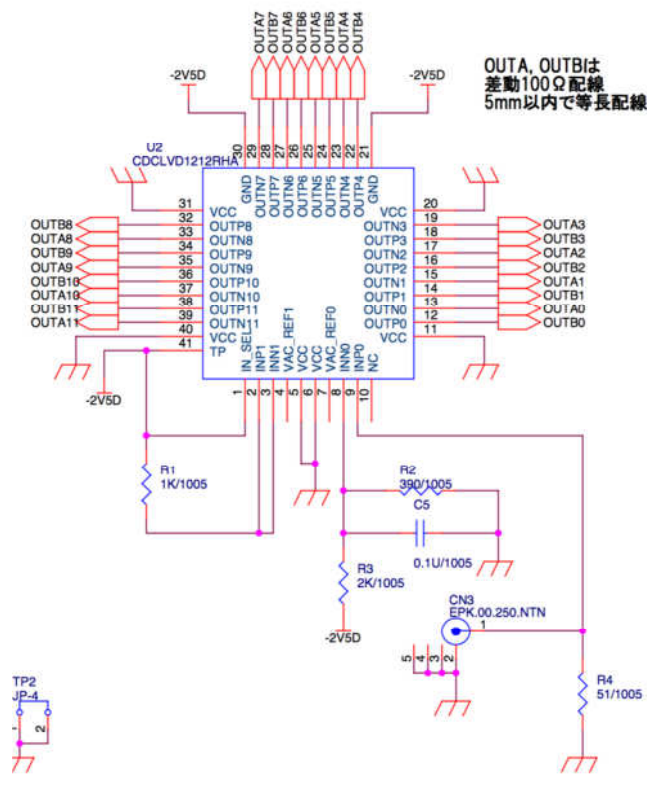 OUTA7
OUTB7
OUTA6
OUTB6
OUTA5
OUTB5
OUTA4
OUTB4
OUTA, OUTBは
差動100Ω配線
5mm以内で等長配線
-2V5D
-2V5D
U2
CDCLVD1212RHA
30
29
28
27
26
25
24
23
22
21
GND
OUTN7
OUTP7
OUTN6
OUTP6
OUTN5
OUTP5
OUTN4
OUTP4
GND
31 VCC
OUTB8 32 OUTP8
OUTA8 33 OUTN8
OUTB9 34 OUTP9
OUTA9 35 OUTN9
OUTB10 36 OUTP10
OUTA10 37 OUTN10
OUTB11 38 OUTP11
OUTA11 39 OUTN11
40 VCC
41 TP
VCC 20
OUTN3 19 OUTA3
OUTP3 18 OUTB3
OUTN2 17 OUTA2
OUTP2 16 OUTB2
OUTN1 15 OUTA1
OUTP1 14 OUTB1
OUTN0 13 OUTA0
OUTP0 12 OUTB0
VCC 11
IN_SEL
INP1
INN1
VAC_REF1
VCC
VCC
VAC_REF0
INN0
INP0
NC
1
2
3
4
5
6
7
8
9
10
-2V5D
R1
1K/1005
R2
390/1005
C5
0.1U/1005
R3
2K/1005
-2V5D
CN3
EPK.00.250.NTN
1
5
4
3
2
R4
51/1005
TP2
JP-4
1
2